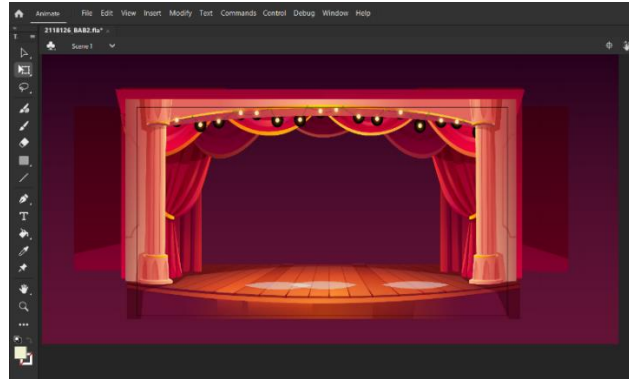 Animate File Edit View Insert Modify Text Commands Control Debug Window Help
2118126_BAB2.fla* ×
Scene 1